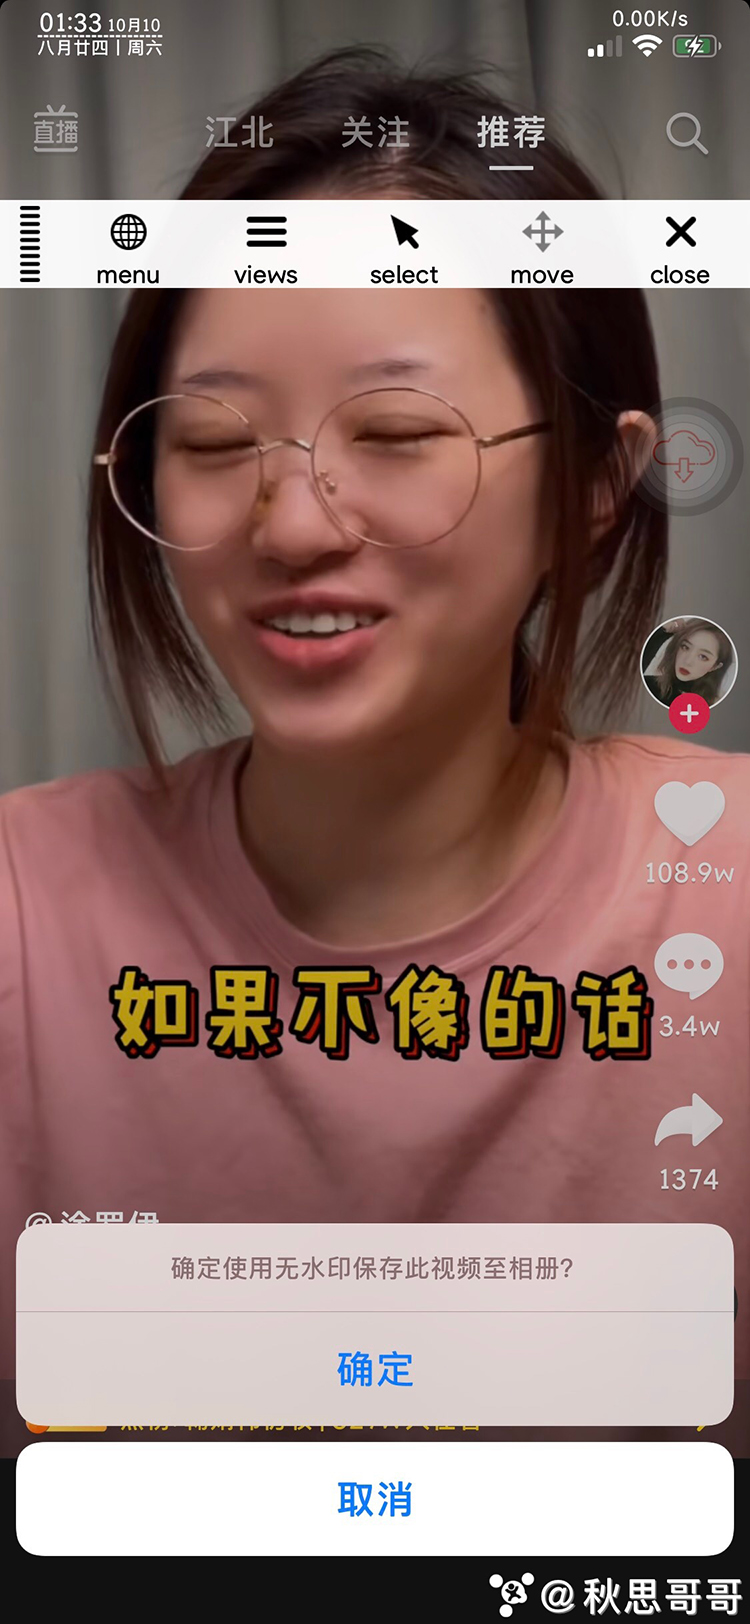 01:33 10月10
八月廿四 | 周六
0.00K/s
直播
江北
关注
推荐
menu
views
select
move
close
108.9w
如果不像的话
3.4w
1374
确定使用无水印保存此视频至相册?
确定
取消
@秋思哥哥